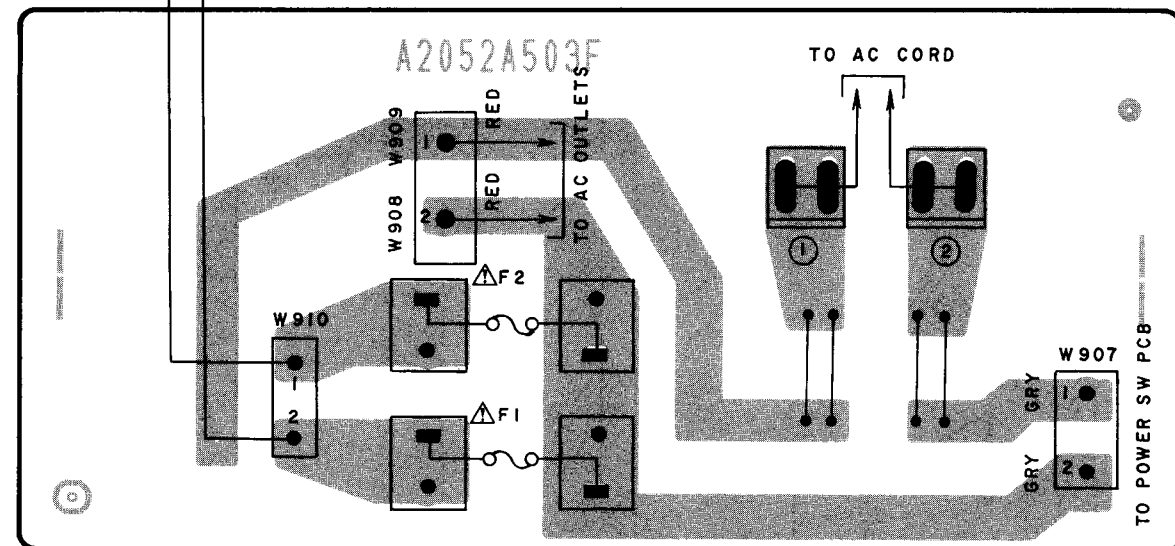 A2052A503F
TO AC CORD
W909
1
RED
TO AC OUTLETS
W908
2
RED
1
2
⚠F2
W910
1
2
⚠F1
W907
GRY
1
GRY
2
TO POWER SW PCB